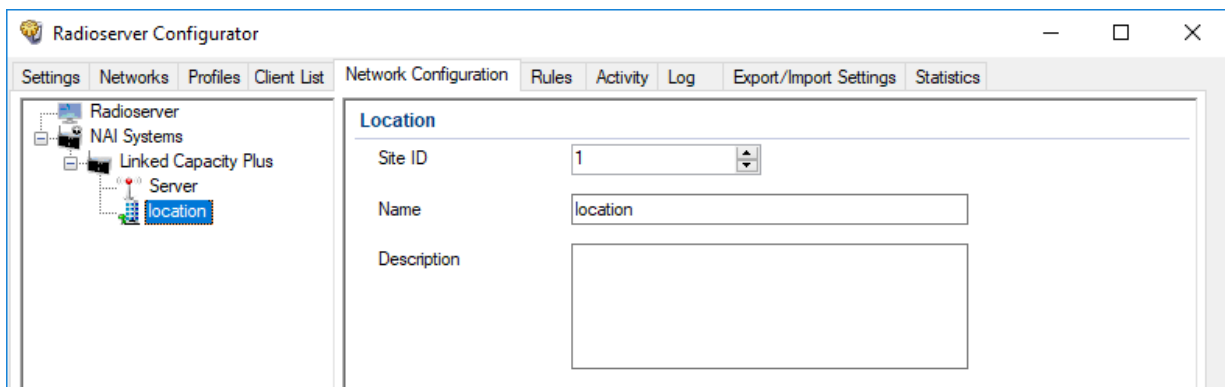 Radioserver Configurator
Settings Networks Profiles Client List Network Configuration Rules Activity Log Export/Import Settings Statistics
Radioserver
NAI Systems
Linked Capacity Plus
Server
location
Location
Site ID 1
Name location
Description